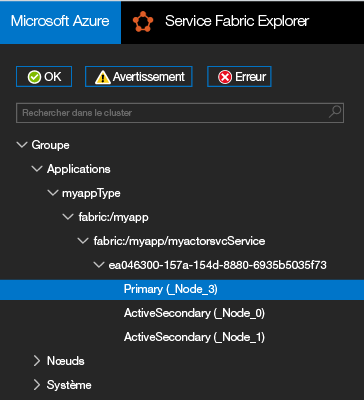 Microsoft Azure
Service Fabric Explorer
OK
Avertissement
Erreur
Rechercher dans le cluster
Groupe
Applications
myappType
fabric:/myapp
fabric:/myapp/myactorsvcService
ea046300-157a-154d-8880-6935b5035f73
Primary (_Node_3)
ActiveSecondary (_Node_0)
ActiveSecondary (_Node_1)
Nœuds
Système